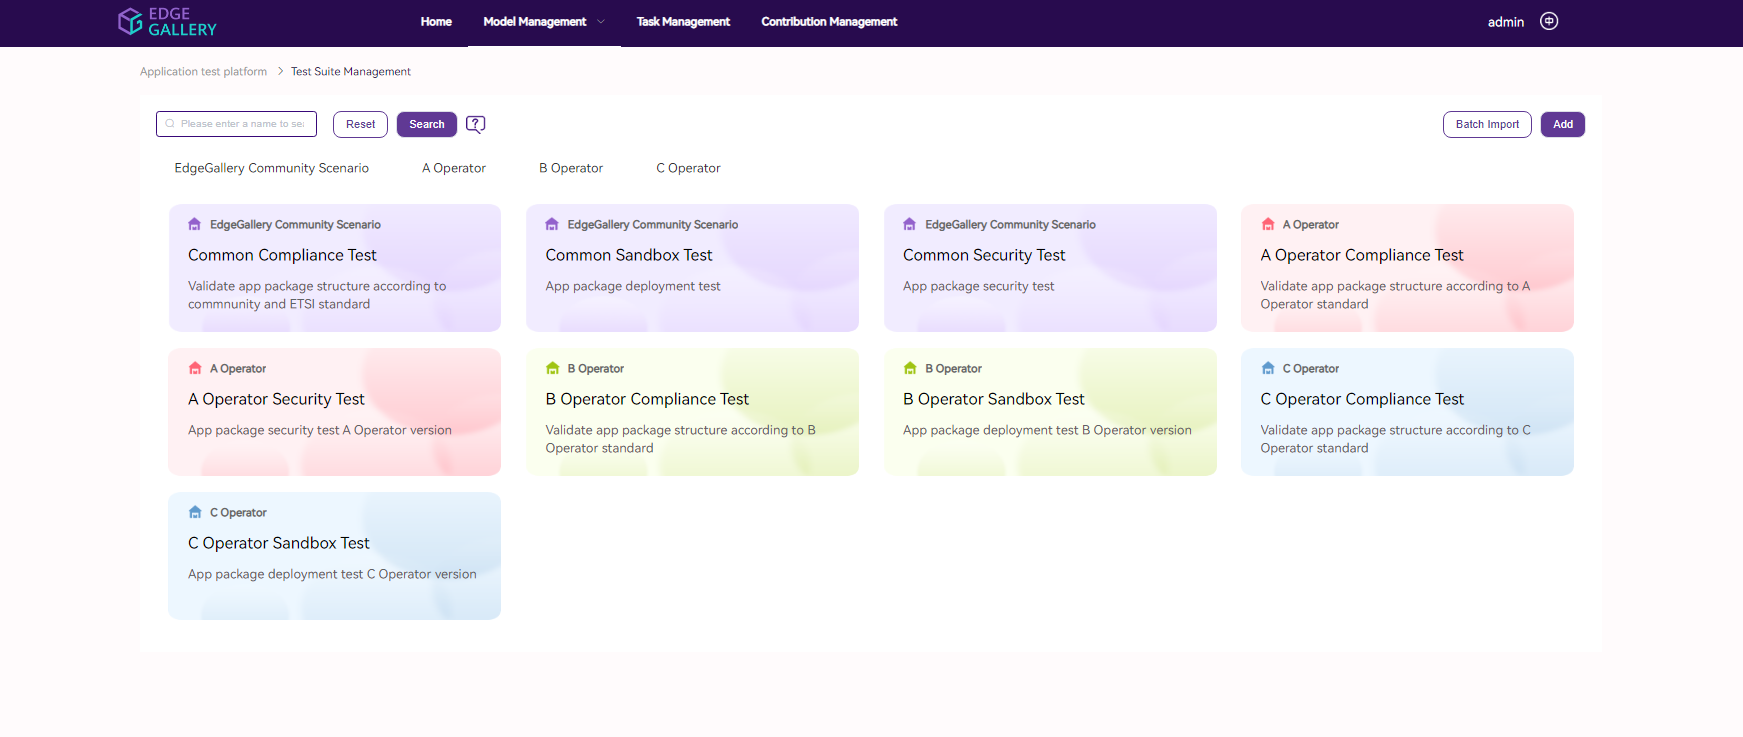 EDGE
GALLERY
Home
Model Management
Task Management
Contribution Management
admin
中
Application test platform > Test Suite Management
Please enter a name to sea
Reset
Search
?
Batch Import
Add
EdgeGallery Community Scenario
A Operator
B Operator
C Operator
EdgeGallery Community Scenario
Common Compliance Test
Validate app package structure according to
commnunity and ETSI standard
EdgeGallery Community Scenario
Common Sandbox Test
App package deployment test
EdgeGallery Community Scenario
Common Security Test
App package security test
A Operator
A Operator Compliance Test
Validate app package structure according to A
Operator standard
A Operator
A Operator Security Test
App package security test A Operator version
B Operator
B Operator Compliance Test
Validate app package structure according to B
Operator standard
B Operator
B Operator Sandbox Test
App package deployment test B Operator version
C Operator
C Operator Compliance Test
Validate app package structure according to C
Operator standard
C Operator
C Operator Sandbox Test
App package deployment test C Operator version